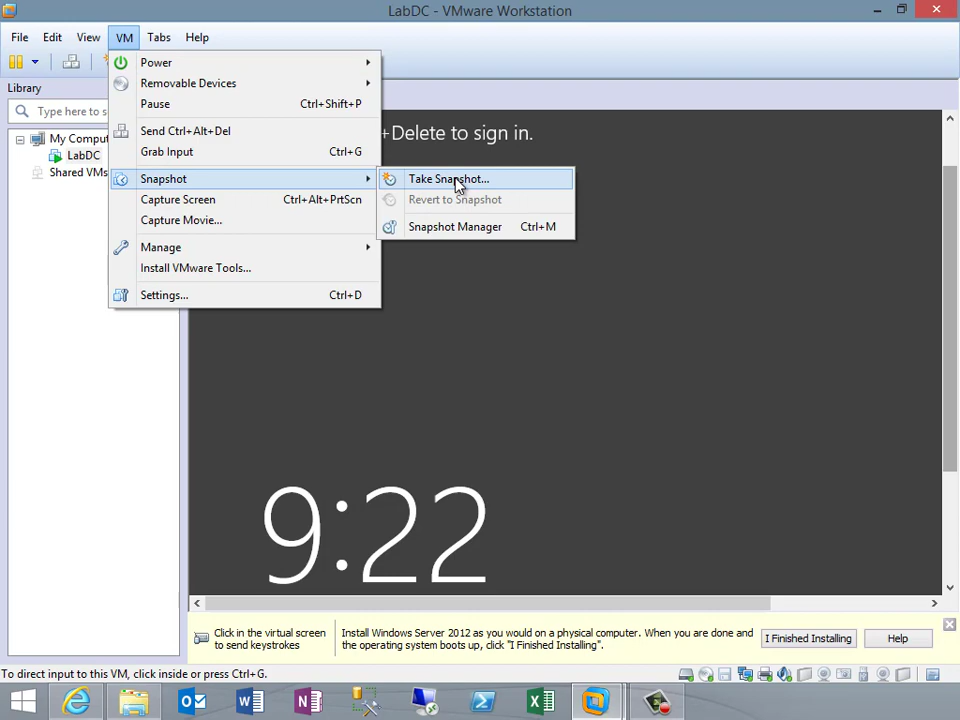 LabDC - VMware Workstation
File Edit View VM Tabs Help
Library
Type here to s
My Comput
LabDC
Shared VMs
Power
Removable Devices
Pause Ctrl+Shift+P
Send Ctrl+Alt+Del
Grab Input Ctrl+G
Snapshot
Capture Screen Ctrl+Alt+PrtScn
Capture Movie...
Manage
Install VMware Tools...
Settings... Ctrl+D
Take Snapshot...
Revert to Snapshot
Snapshot Manager Ctrl+M
+Delete to sign in.
9:22
Click in the virtual screen
to send keystrokes
Install Windows Server 2012 as you would on a physical computer. When you are done and
the operating system boots up, click "I Finished Installing".
I Finished Installing
Help
To direct input to this VM, click inside or press Ctrl+G.